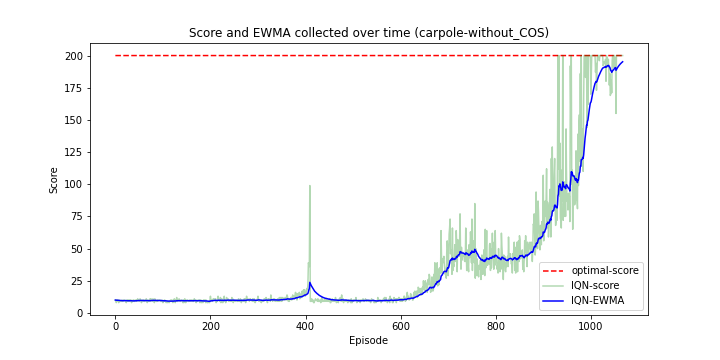 Score and EWMA collected over time (carpole-without_COS)
200
175
150
125
100
75
50
25
0
Score
0
200
400
600
800
1000
Episode
optimal-score
IQN-score
IQN-EWMA